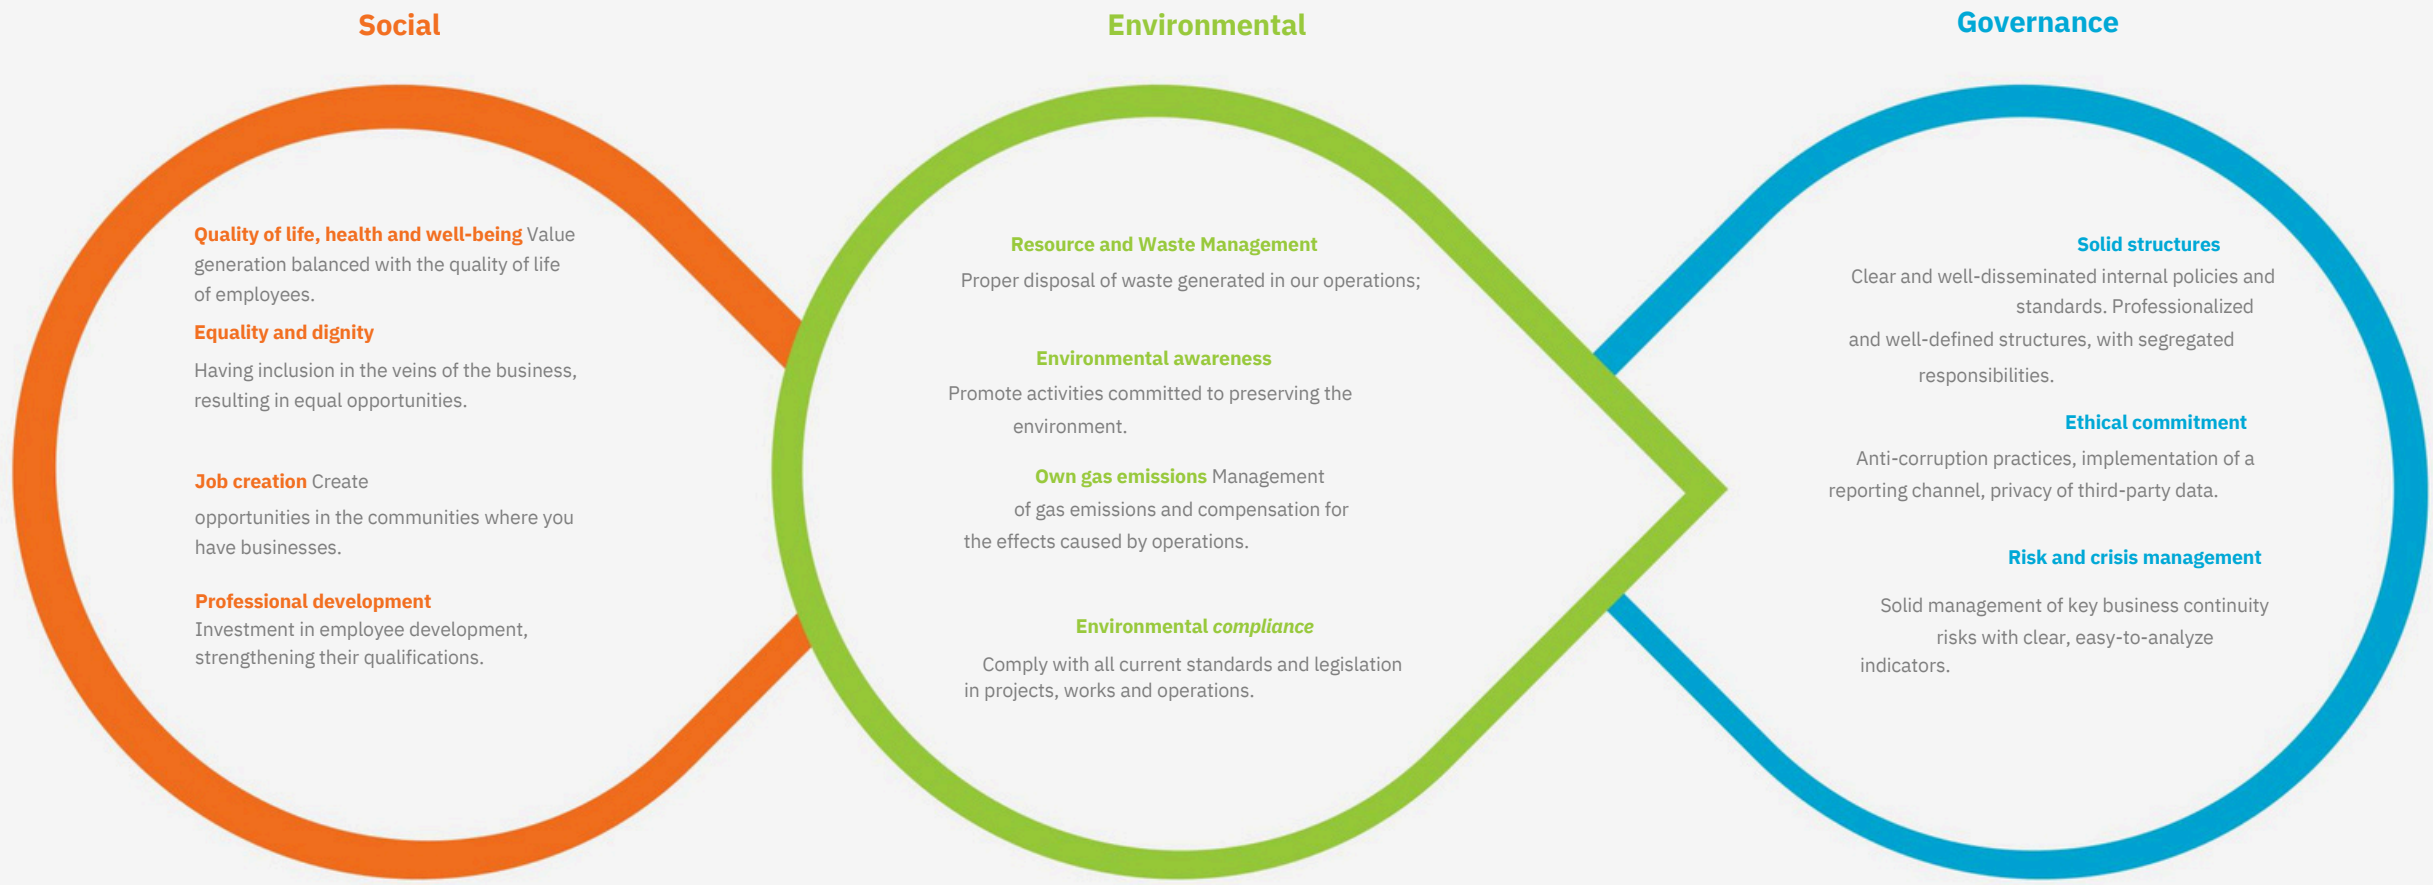 Social
Quality of life, health and well-being Value
generation balanced with the quality of life
of employees.
Equality and dignity
Having inclusion in the veins of the business,
resulting in equal opportunities.
Job creation Create
opportunities in the communities where you
have businesses.
Professional development
Investment in employee development,
strengthening their qualifications.
Environmental
Resource and Waste Management
Proper disposal of waste generated in our operations;
Environmental awareness
Promote activities committed to preserving the
environment.
Own gas emissions Management
of gas emissions and compensation for
the effects caused by operations.
Environmental compliance
Comply with all current standards and legislation
in projects, works and operations.
Governance
Solid structures
Clear and well-disseminated internal policies and
standards. Professionalized
and well-defined structures, with segregated
responsibilities.
Ethical commitment
Anti-corruption practices, implementation of a
reporting channel, privacy of third-party data.
Risk and crisis management
Solid management of key business continuity
risks with clear, easy-to-analyze
indicators.